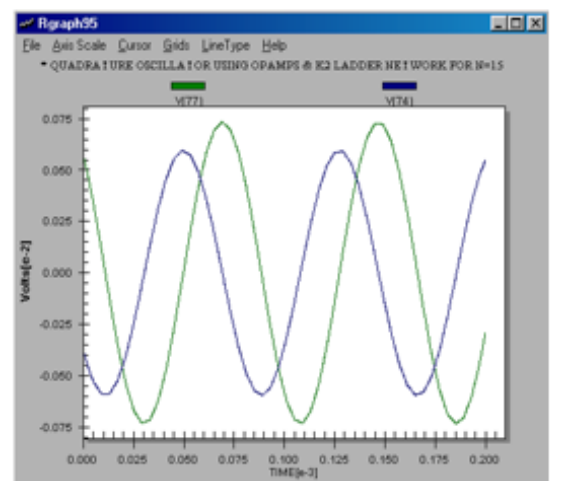 Rgraph95
File Axis Scale Cursor Grids LineType Help
* QUADRATURE OSCILLATOR USING OPAMPS & K2 LADDER NETWORK FOR N=15
V(77) V(74)
0.075
0.050
0.025
0.000
-0.025
-0.050
-0.075
Volts[e-2]
0.000 0.025 0.050 0.075 0.100 0.125 0.150 0.175 0.200
TIME[e-3]